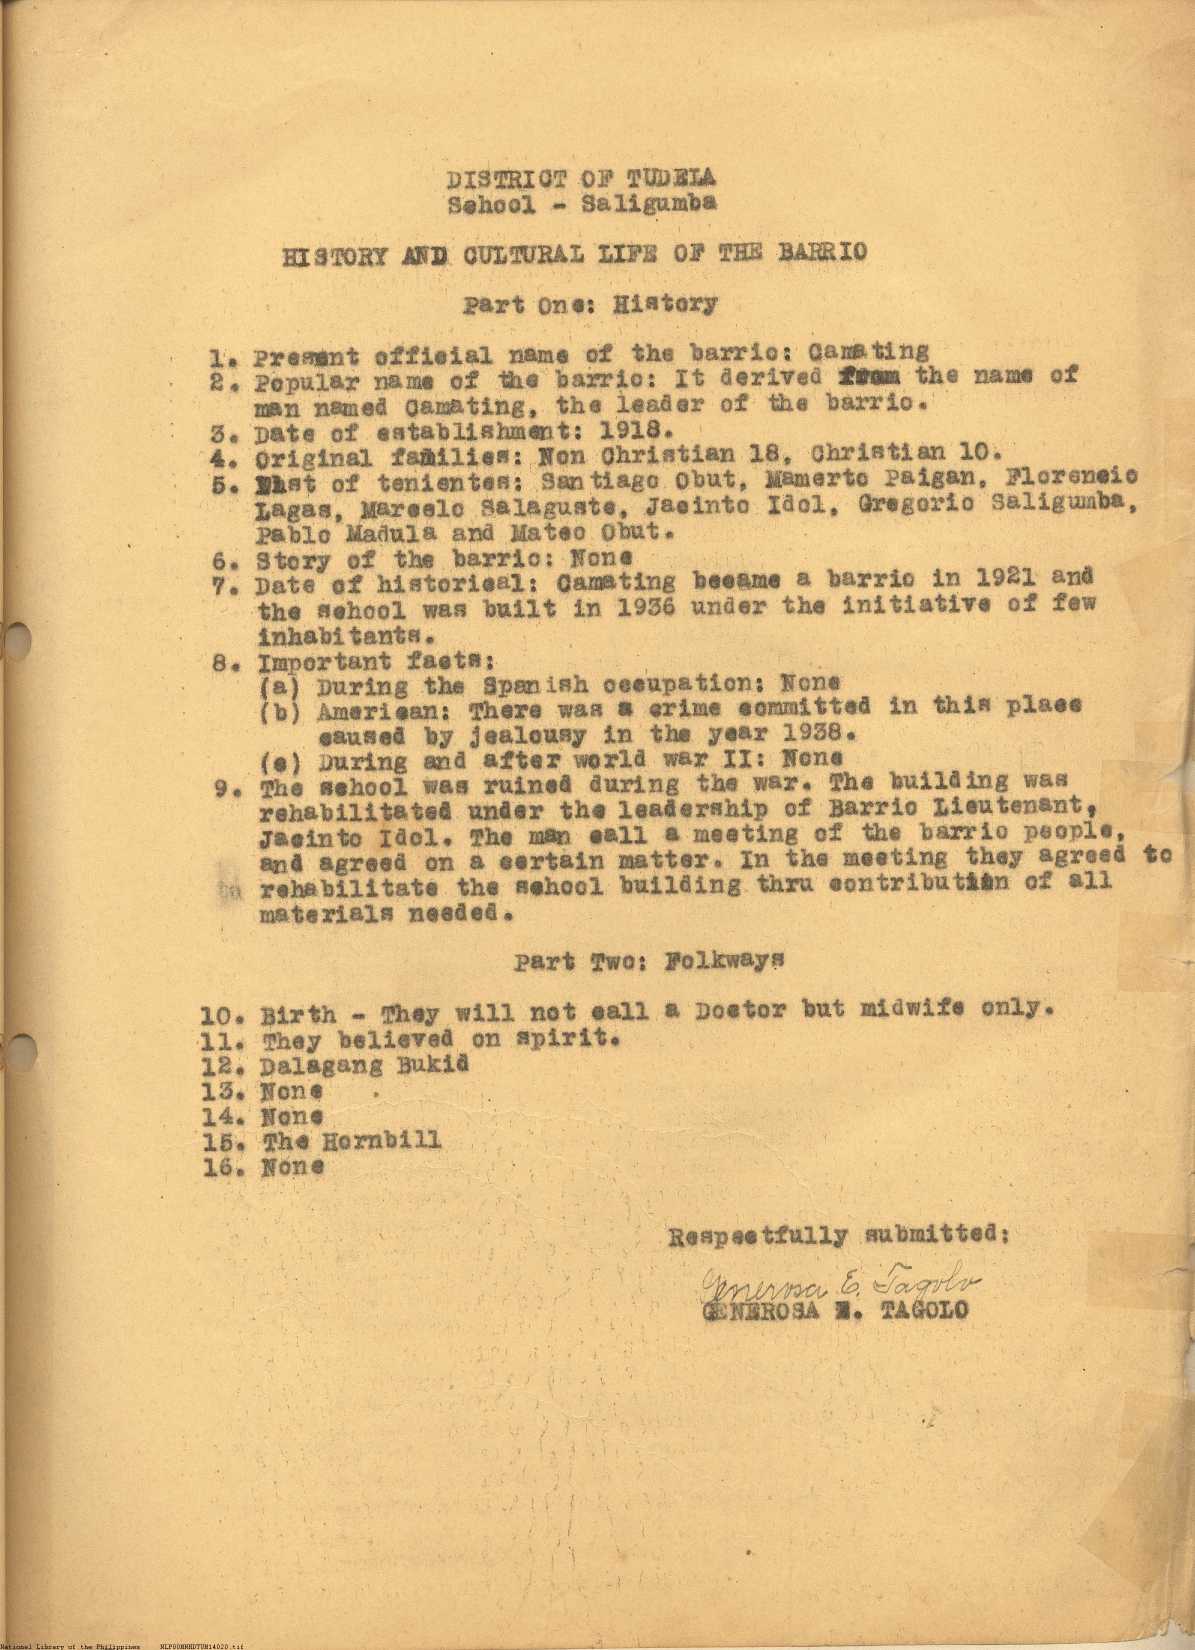 DISTRICT OF TUDELA
School - Saligumba
HISTORY AND CULTURAL LIFE OF THE BARRIO
Part One: History
1. Present official name of the barrio: Camating
2. Popular name of the barrio: It derived from the name of
man named Camating, the leader of the barrio.
3. Date of establishment: 1918.
4. Original families: Non Christian 18, Christian 10.
5. List of tenientes: Santiago Obut, Mamerto Paigan, Florencio
Lagas, Marcelo Salaguste, Jacinto Idol, Gregorio Saligumba,
Pablo Madula and Mateo Obut.
6. Story of the barrio: None
7. Date of historical: Camating became a barrio in 1921 and
the school was built in 1936 under the initiative of few
inhabitants.
8. Important facts:
(a) During the Spanish occupation: None
(b) American: There was a crime committed in this place
caused by jealousy in the year 1938.
(c) During and after world war II: None
9. The school was ruined during the war. The building was
rehabilitated under the leadership of Barrio Lieutenant,
Jacinto Idol. The man call a meeting of the barrio people,
and agreed on a certain matter. In the meeting they agreed to
rehabilitate the school building thru contribution of all
materials needed.
Part Two: Folkways
10. Birth - They will not call a Doctor but midwife only.
11. They believed on spirit.
12. Dalagang Bukid
13. None
14. None
15. The Hornbill
16. None
Respectfully submitted:
Generosa E. Tagolo
GENEROSA E. TAGOLO
National Library of the Philippines